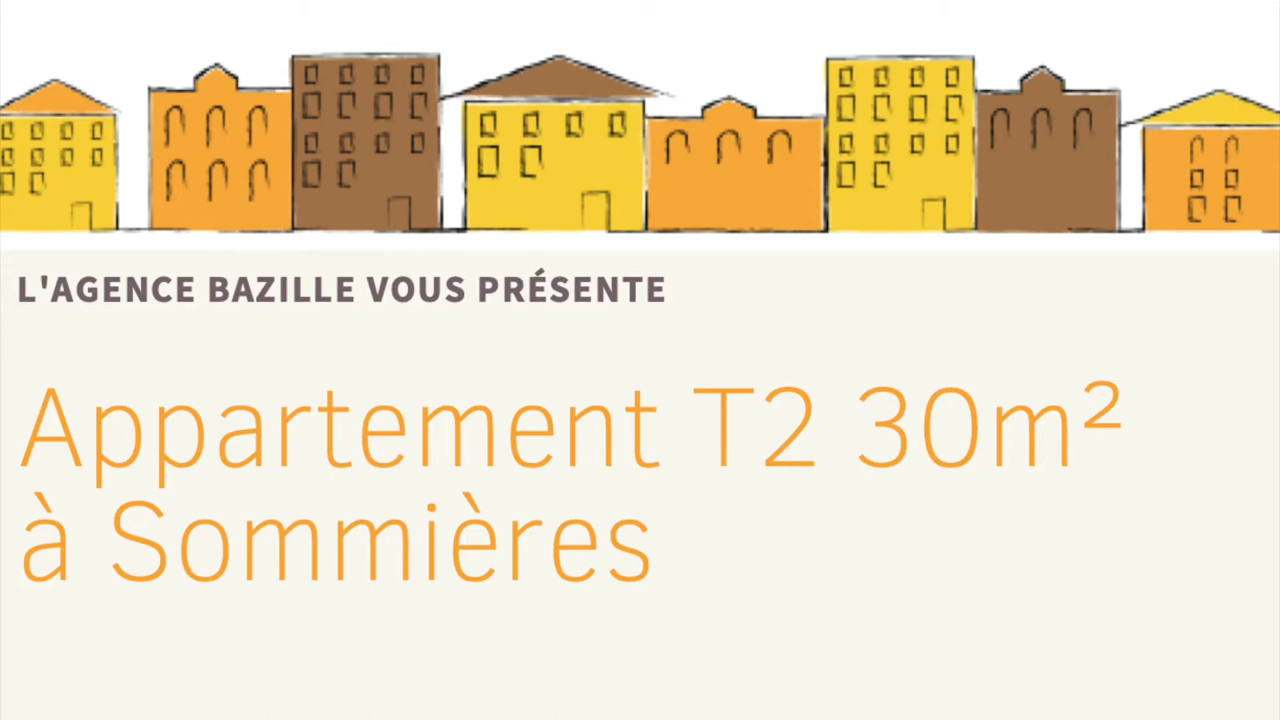 L'AGENCE BAZILLE VOUS PRÉSENTE
Appartement T2 30m²
à Sommières